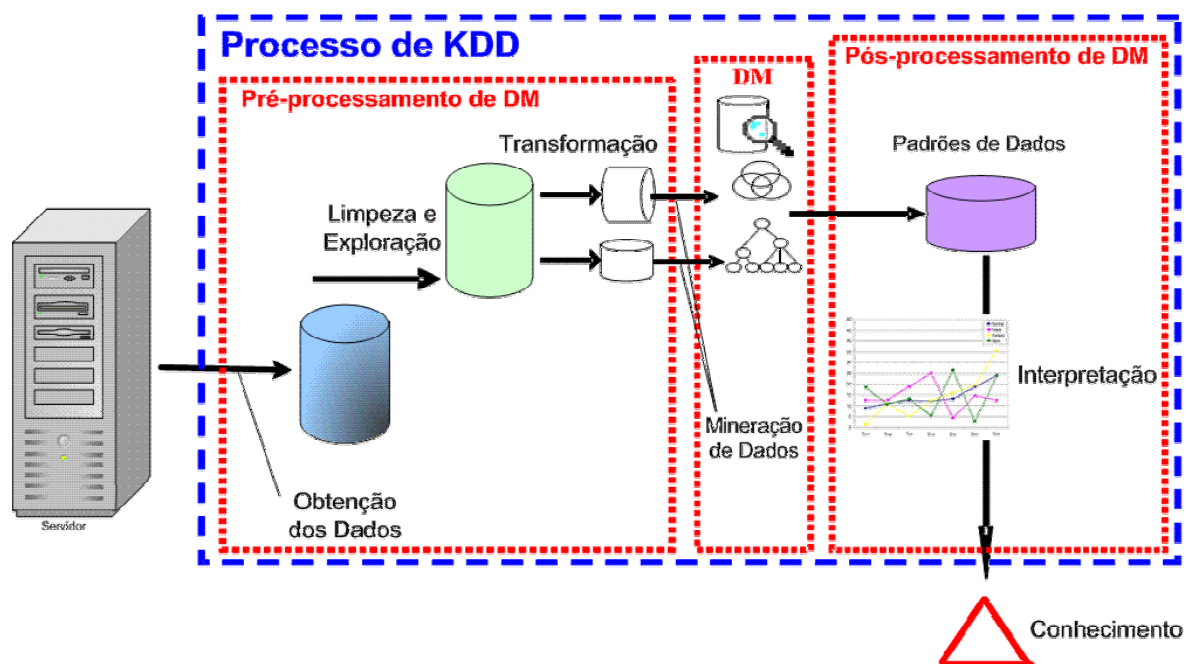 Processo de KDD
Pré-processamento de DM
DM
Pós-processamento de DM
Transformação
Padrões de Dados
Limpeza e
Exploração
Interpretação
Mineração
de Dados
Obtenção
dos Dados
Servidor
Conhecimento